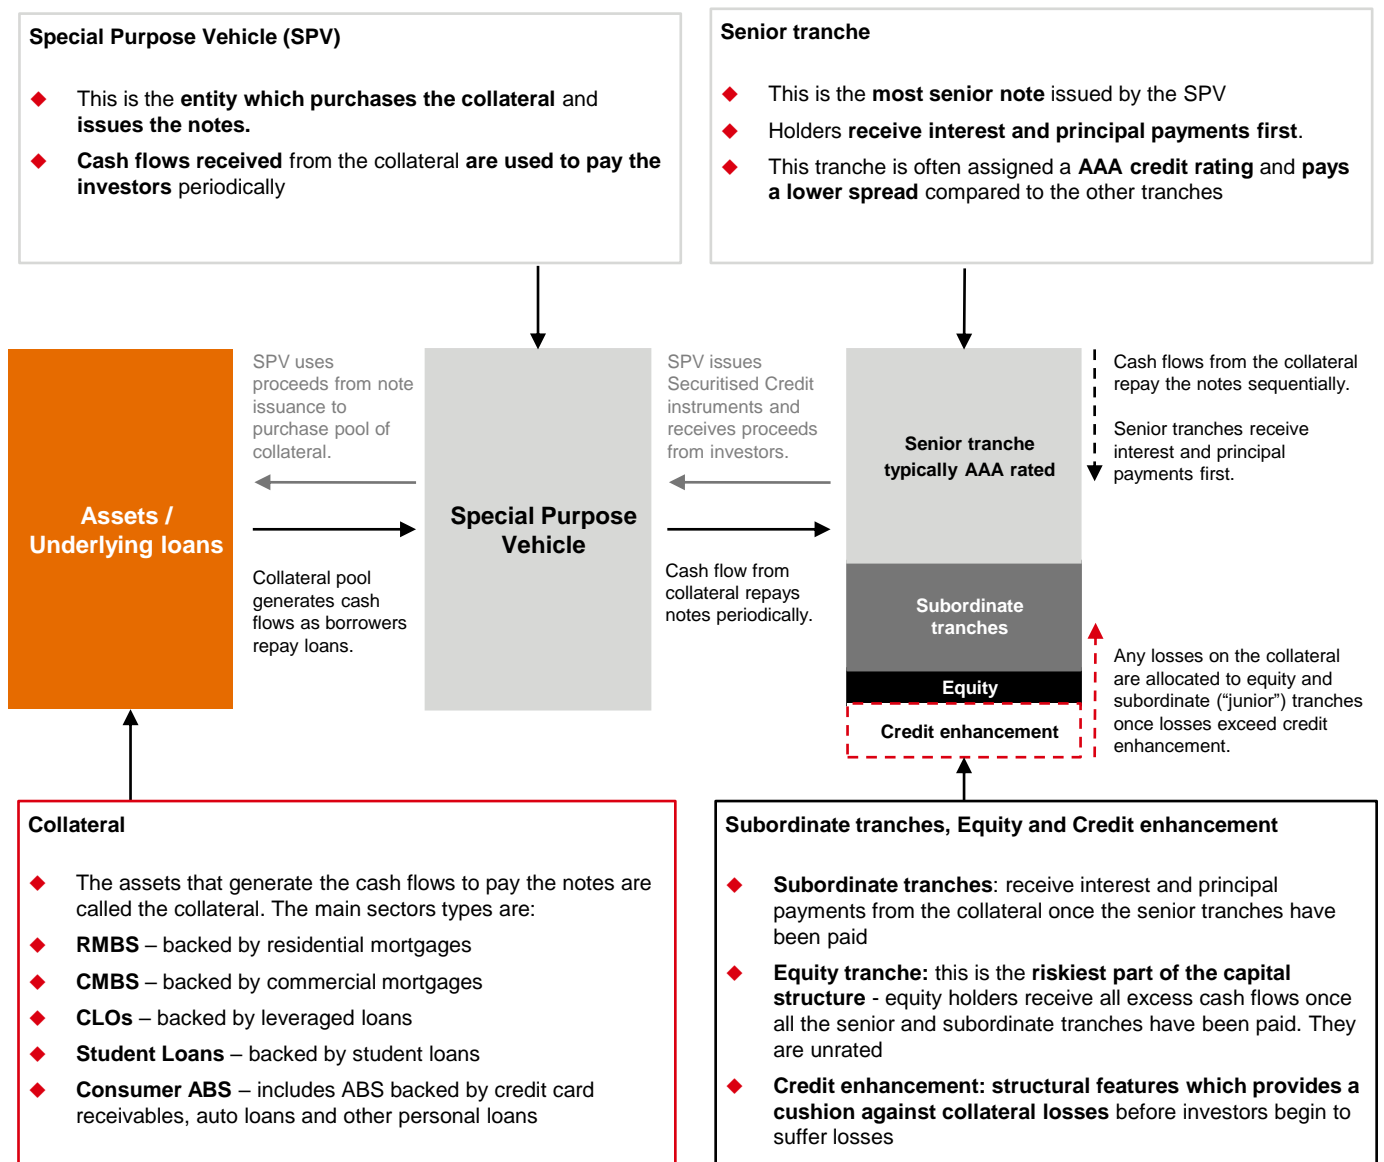 Special Purpose Vehicle (SPV)
◆ This is the entity which purchases the collateral and
issues the notes.
◆ Cash flows received from the collateral are used to pay the
investors periodically
Senior tranche
◆ This is the most senior note issued by the SPV
◆ Holders receive interest and principal payments first.
◆ This tranche is often assigned a AAA credit rating and pays
a lower spread compared to the other tranches
Assets /
Underlying loans
SPV uses
proceeds from note
issuance to
purchase pool of
collateral.
Collateral pool
generates cash
flows as borrowers
repay loans.
Special Purpose
Vehicle
SPV issues
Securitised Credit
instruments and
receives proceeds
from investors.
Cash flow from
collateral repays
notes periodically.
Senior tranche
typically AAA rated
Subordinate
tranches
Equity
Credit enhancement
Cash flows from the collateral
repay the notes sequentially.
Senior tranches receive
interest and principal
payments first.
Any losses on the collateral
are allocated to equity and
subordinate (“junior”) tranches
once losses exceed credit
enhancement.
Collateral
◆ The assets that generate the cash flows to pay the notes are
called the collateral. The main sectors types are:
◆ RMBS – backed by residential mortgages
◆ CMBS – backed by commercial mortgages
◆ CLOs – backed by leveraged loans
◆ Student Loans – backed by student loans
◆ Consumer ABS – includes ABS backed by credit card
receivables, auto loans and other personal loans
Subordinate tranches, Equity and Credit enhancement
◆ Subordinate tranches: receive interest and principal
payments from the collateral once the senior tranches have
been paid
◆ Equity tranche: this is the riskiest part of the capital
structure - equity holders receive all excess cash flows once
all the senior and subordinate tranches have been paid. They
are unrated
◆ Credit enhancement: structural features which provides a
cushion against collateral losses before investors begin to
suffer losses